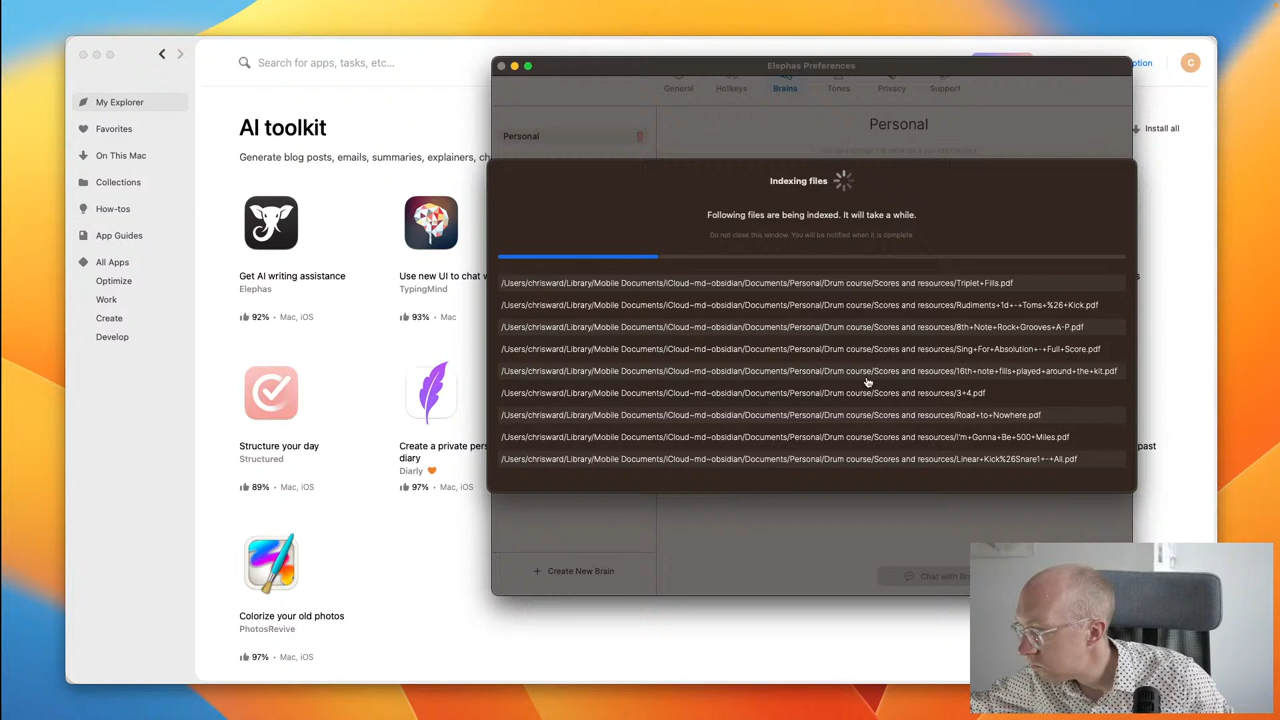 Search for apps, tasks, etc...
My Explorer
Favorites
On This Mac
Collections
How-tos
App Guides
All Apps
Optimize
Work
Create
Develop
AI toolkit
Generate blog posts, emails, summaries, explainers, ch
Get AI writing assistance
Elephas
92% • Mac, iOS
Use new UI to chat w
TypingMind
93% • Mac
Structure your day
Structured
89% • Mac, iOS
Create a private pers
diary
Diarly
97% • Mac, iOS
Colorize your old photos
PhotosRevive
97% • Mac, iOS
ption
C
Install all
past
Elephas Preferences
General
Hotkeys
Brains
Tones
Privacy
Support
Personal
Personal
Indexing files
Following files are being indexed. It will take a while.
Do not close this window. You will be notified when it is complete
/Users/chrisward/Library/Mobile Documents/iCloud~md~obsidian/Documents/Personal/Drum course/Scores and resources/Triplet+Fills.pdf
/Users/chrisward/Library/Mobile Documents/iCloud~md~obsidian/Documents/Personal/Drum course/Scores and resources/Rudiments+1d+-+Toms+%26+Kick.pdf
/Users/chrisward/Library/Mobile Documents/iCloud~md~obsidian/Documents/Personal/Drum course/Scores and resources/8th+Note+Rock+Grooves+A-P.pdf
/Users/chrisward/Library/Mobile Documents/iCloud~md~obsidian/Documents/Personal/Drum course/Scores and resources/Sing+For+Absolution+-+Full+Score.pdf
/Users/chrisward/Library/Mobile Documents/iCloud~md~obsidian/Documents/Personal/Drum course/Scores and resources/16th+note+fills+played+around+the+kit.pdf
/Users/chrisward/Library/Mobile Documents/iCloud~md~obsidian/Documents/Personal/Drum course/Scores and resources/3+4.pdf
/Users/chrisward/Library/Mobile Documents/iCloud~md~obsidian/Documents/Personal/Drum course/Scores and resources/Road+to+Nowhere.pdf
/Users/chrisward/Library/Mobile Documents/iCloud~md~obsidian/Documents/Personal/Drum course/Scores and resources/I'm+Gonna+Be+500+Miles.pdf
/Users/chrisward/Library/Mobile Documents/iCloud~md~obsidian/Documents/Personal/Drum course/Scores and resources/Linear+Kick%26Snare1+-+All.pdf
+ Create New Brain
Chat with Br